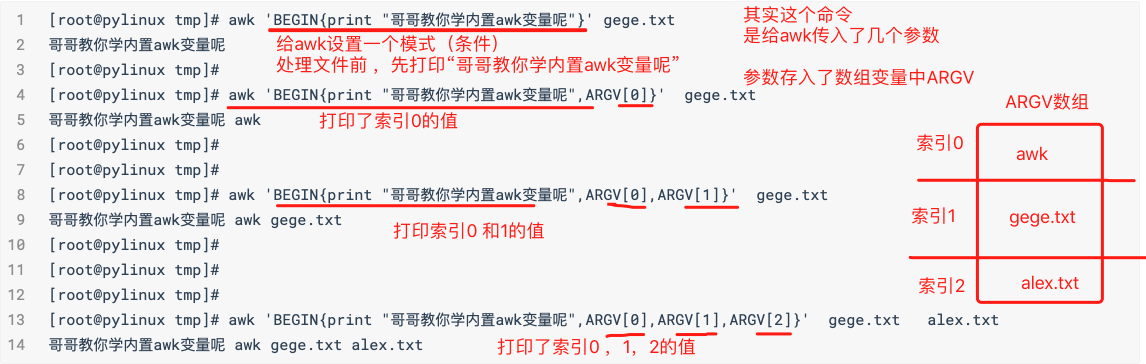 1 [root@pylinux tmp]# awk 'BEGIN{print "哥哥教你学内置awk变量呢"}' gege.txt
其实这个命令
2 哥哥教你学内置awk变量呢
给awk设置一个模式（条件）
是给awk传入了几个参数
3 [root@pylinux tmp]#
处理文件前，先打印“哥哥教你学内置awk变量呢”
参数存入了数组变量中ARGV
4 [root@pylinux tmp]# awk 'BEGIN{print "哥哥教你学内置awk变量呢",ARGV[0]}' gege.txt
ARGV数组
5 哥哥教你学内置awk变量呢 awk
打印了索引0的值
6 [root@pylinux tmp]#
索引0
awk
7 [root@pylinux tmp]#
8 [root@pylinux tmp]# awk 'BEGIN{print "哥哥教你学内置awk变量呢",ARGV[0],ARGV[1]}' gege.txt
9 哥哥教你学内置awk变量呢 awk gege.txt
打印索引0 和1的值
索引1
gege.txt
10 [root@pylinux tmp]#
11 [root@pylinux tmp]#
12 [root@pylinux tmp]#
索引2
alex.txt
13 [root@pylinux tmp]# awk 'BEGIN{print "哥哥教你学内置awk变量呢",ARGV[0],ARGV[1],ARGV[2]}' gege.txt alex.txt
14 哥哥教你学内置awk变量呢 awk gege.txt alex.txt
打印了索引0 ，1，2的值